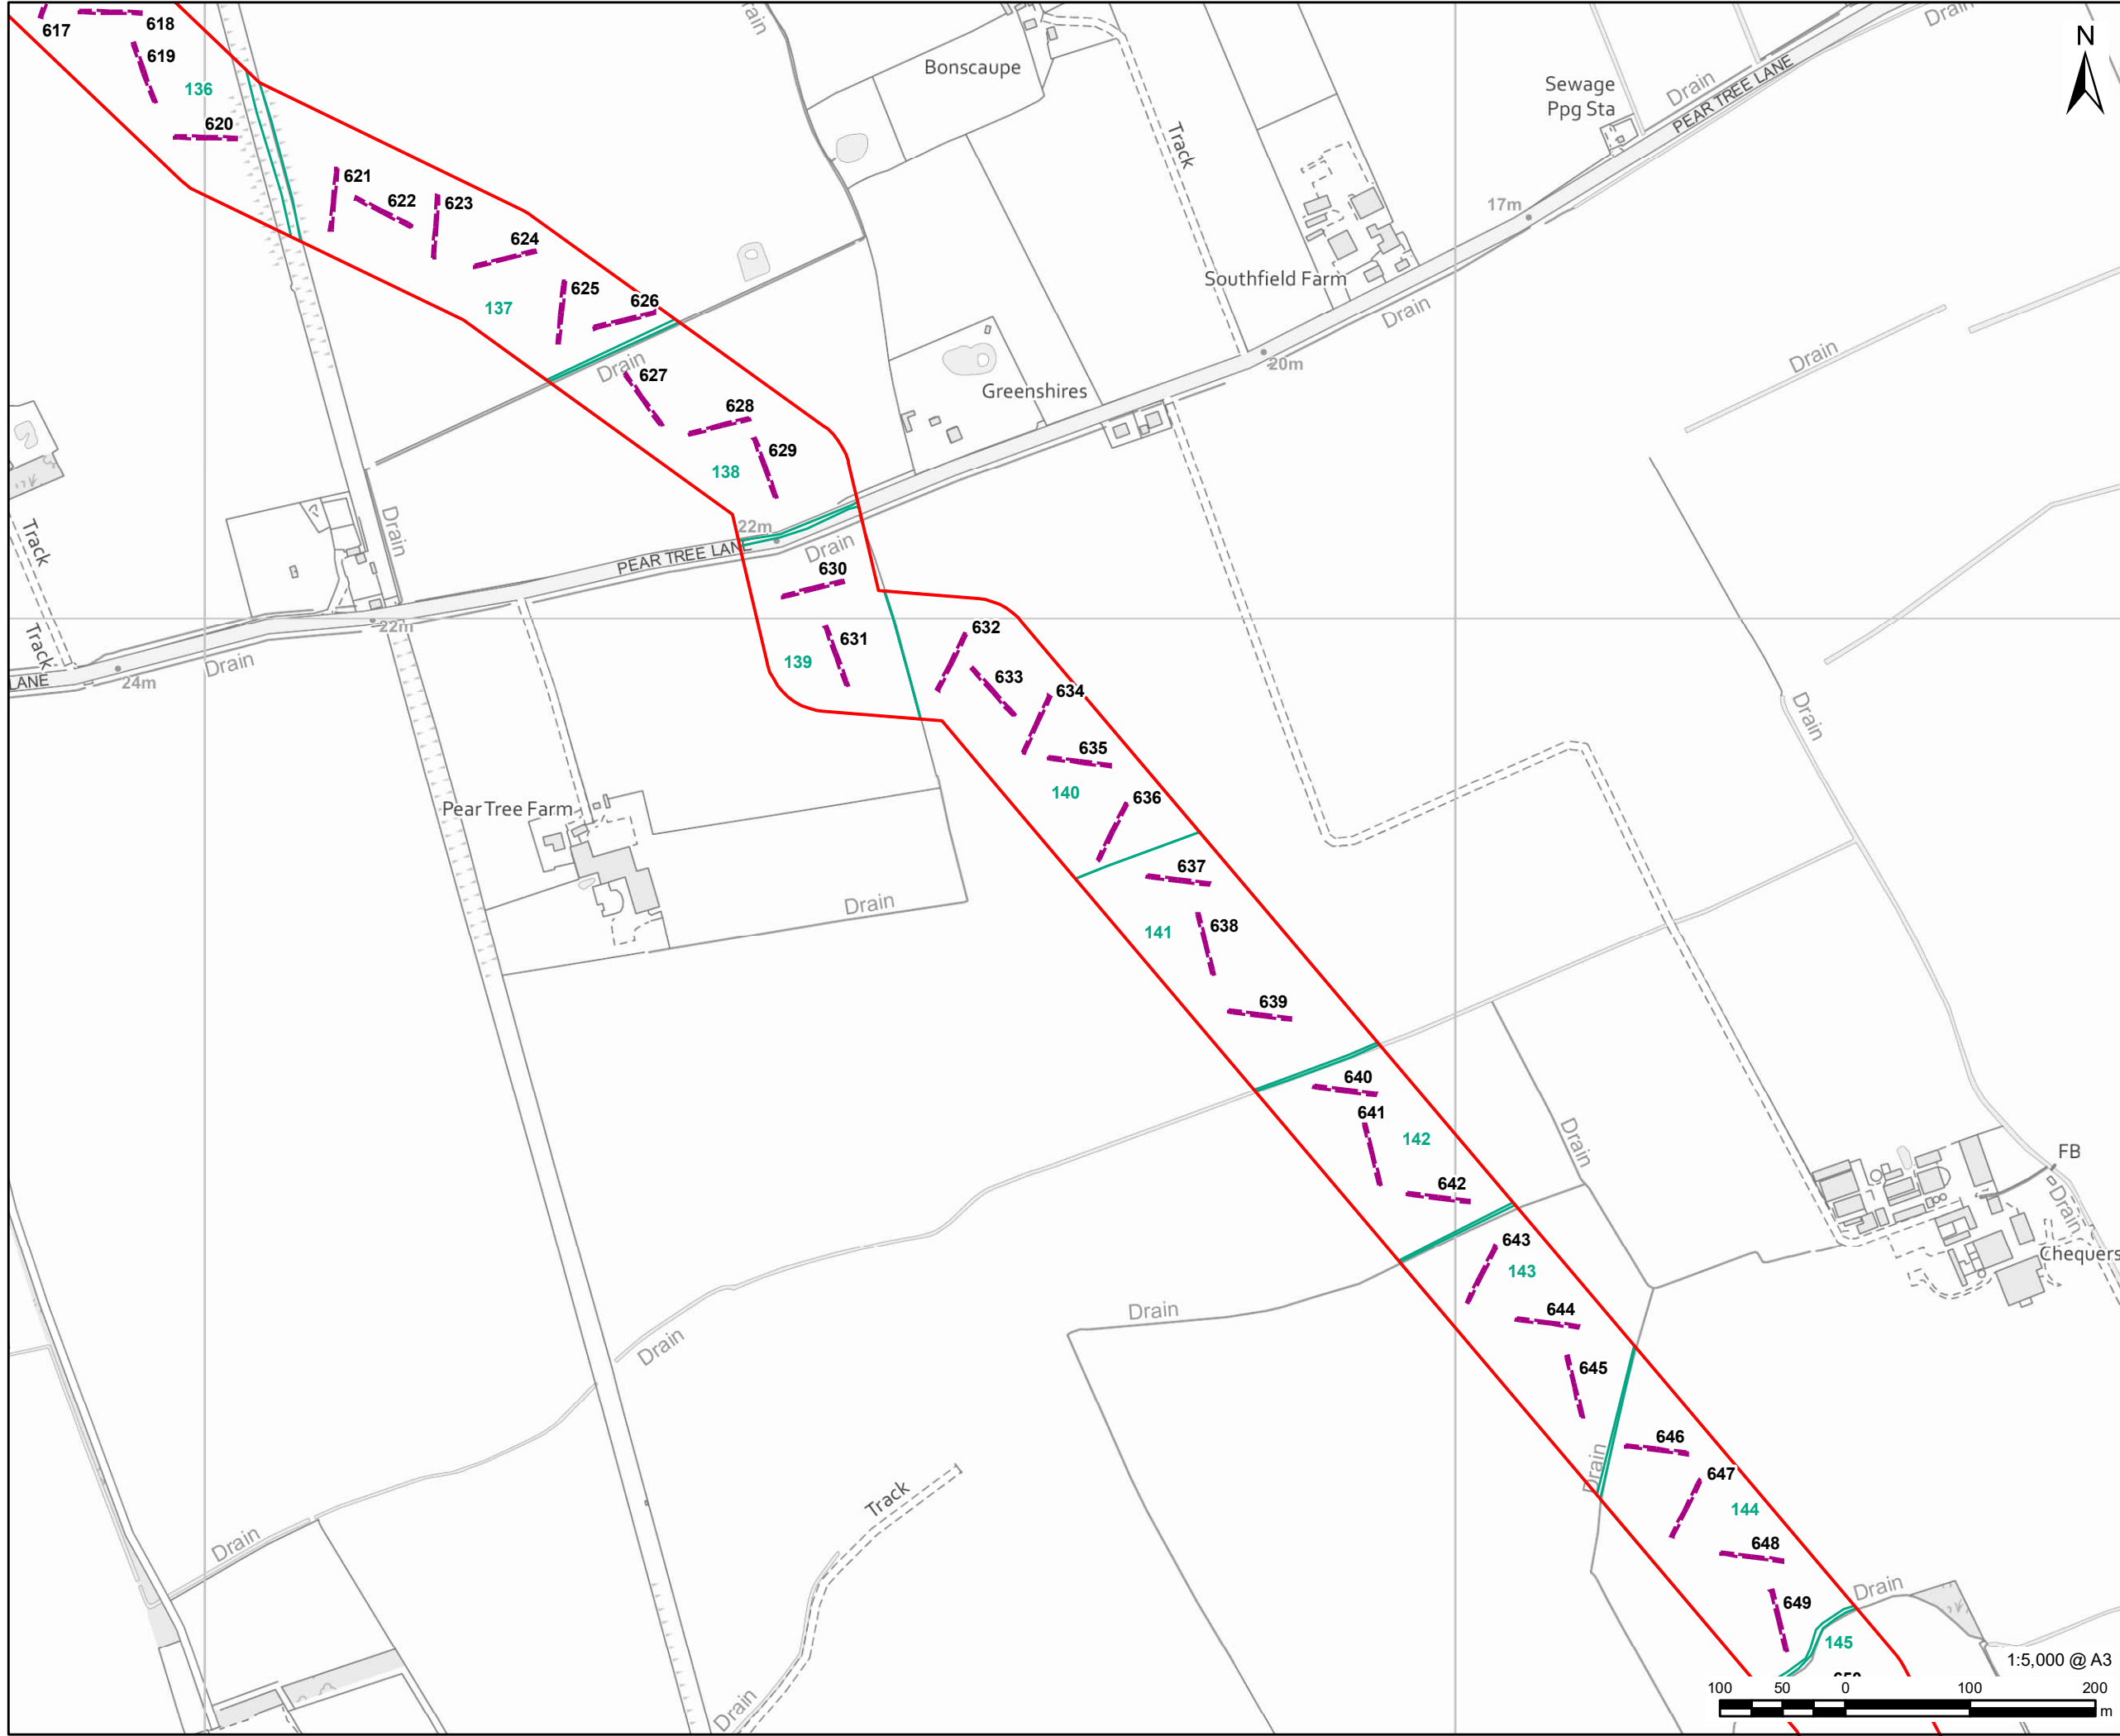 617
618
619
136
620
621
622
623
624
137
625
626
Drain
627
628
629
138
22m
PEAR TREE LANE
Drain
630
631
139
632
633
634
635
140
636
637
141
638
639
640
641
142
642
643
143
644
645
646
647
144
648
649
145
Bonscaupe
Track
Sewage
Ppg Sta
Drain
PEAR TREE LANE
Drain
N
17m
Southfield Farm
Drain
20m
Greenshires
Drain
Track
Track
LANE
24m
Drain
22m
Drain
Pear Tree Farm
Drain
Drain
Drain
FB
Drain
Chequers
Drain
Drain
Drain
Drain
Track
Drain
Drain
1:5,000 @ A3
100 50 0 100 200
m